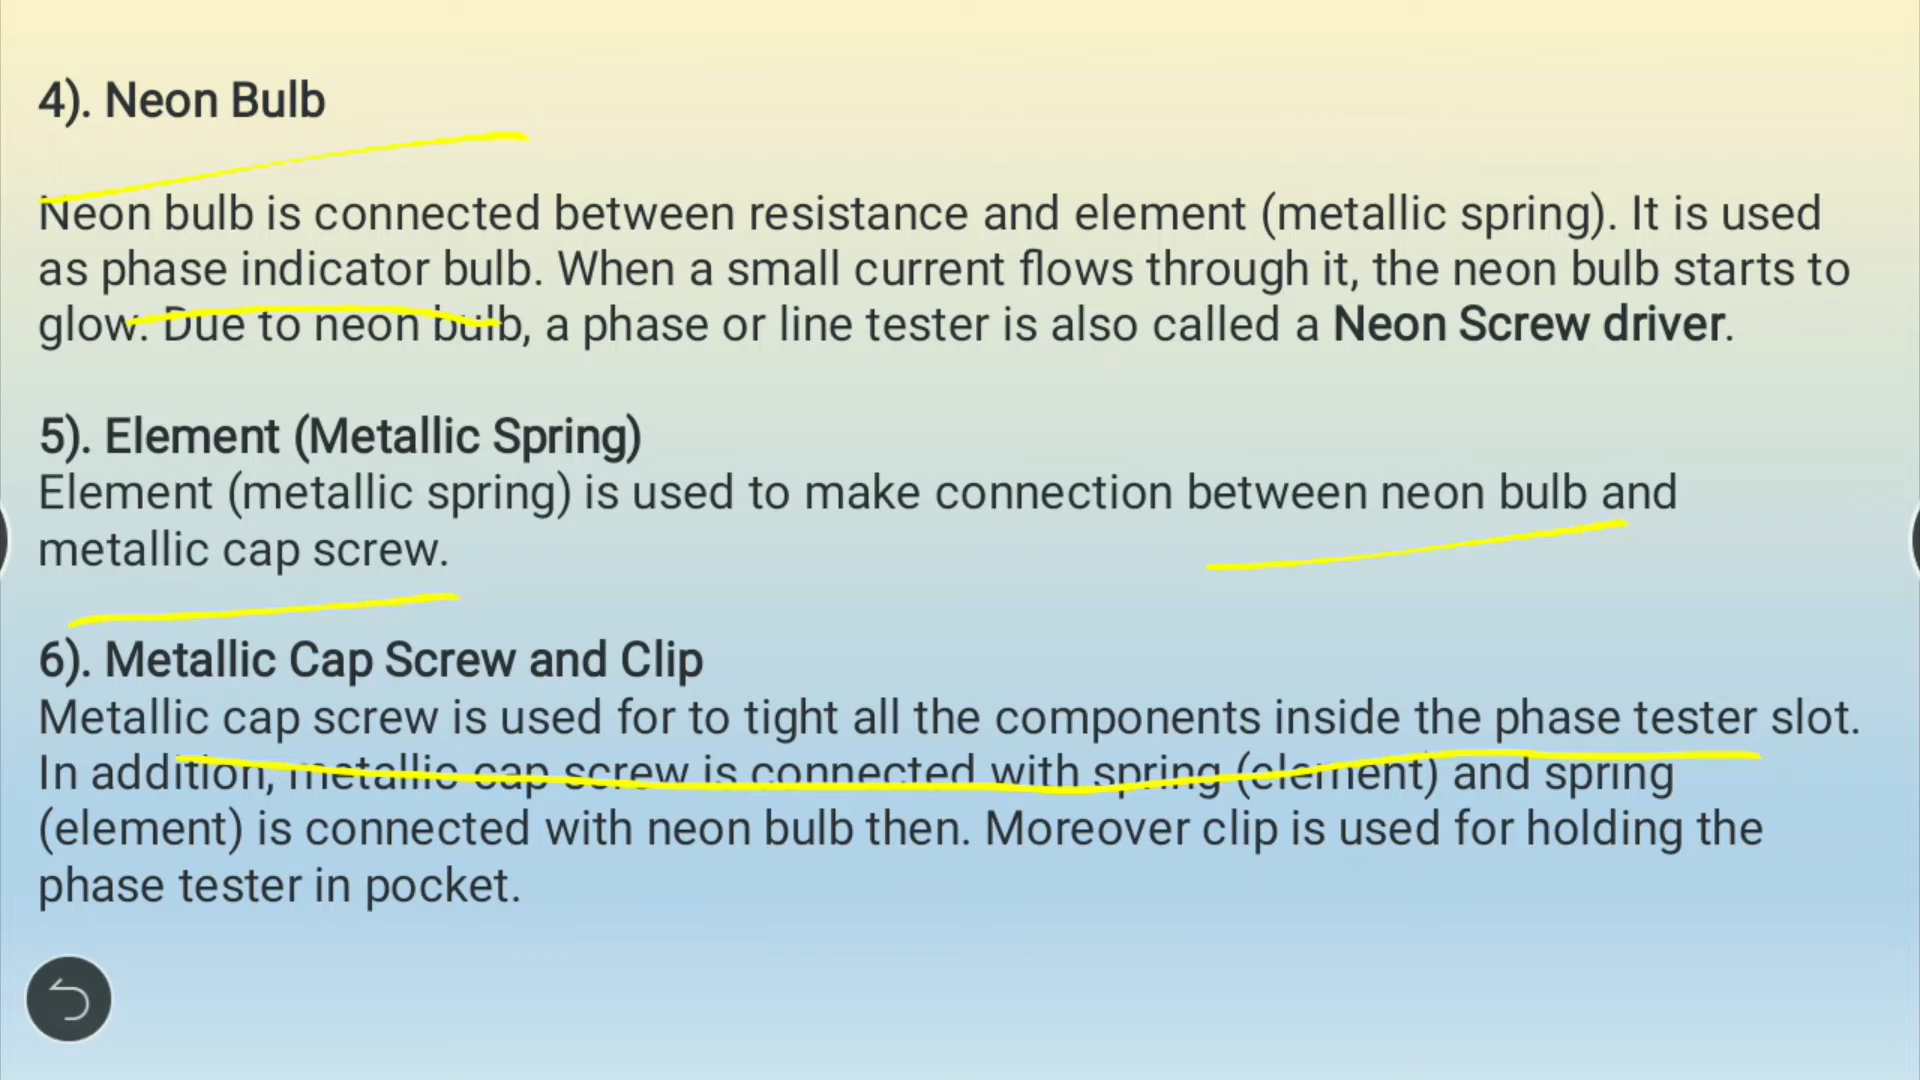 4). Neon Bulb
Neon bulb is connected between resistance and element (metallic spring). It is used
as phase indicator bulb. When a small current flows through it, the neon bulb starts to
glow. Due to neon bulb, a phase or line tester is also called a Neon Screw driver.
5). Element (Metallic Spring)
Element (metallic spring) is used to make connection between neon bulb and
metallic cap screw.
6). Metallic Cap Screw and Clip
Metallic cap screw is used for to tight all the components inside the phase tester slot.
In addition, metallic cap screw is connected with spring (element) and spring
(element) is connected with neon bulb then. Moreover clip is used for holding the
phase tester in pocket.